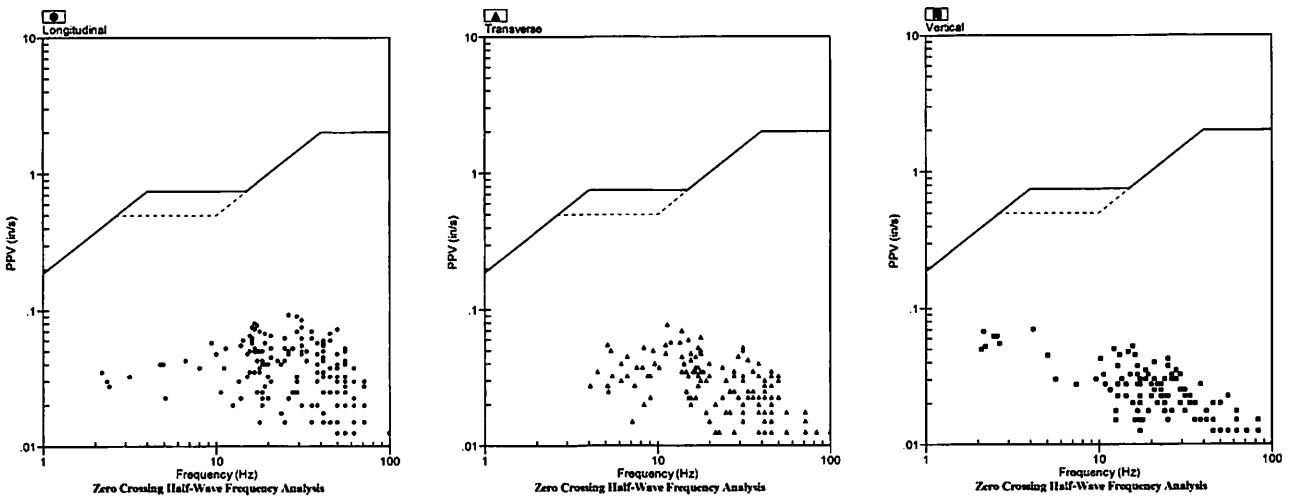 Longitudinal
10
1
.1
.01
PPV (in/s)
1
10
100
Frequency (Hz)
Zero Crossing Half-Wave Frequency Analysis
Transverse
10
1
.1
.01
PPV (in/s)
1
10
100
Frequency (Hz)
Zero Crossing Half-Wave Frequency Analysis
Vertical
10
1
.1
.01
PPV (in/s)
1
10
100
Frequency (Hz)
Zero Crossing Half-Wave Frequency Analysis